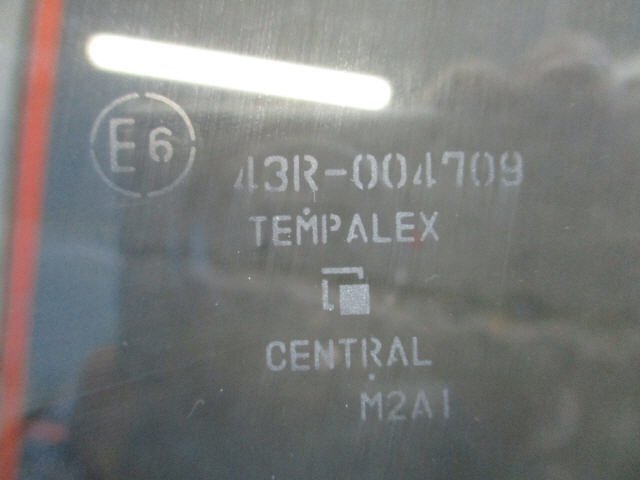 E6
43R-004709
TEMPALEX
CENTRAL
M2A1